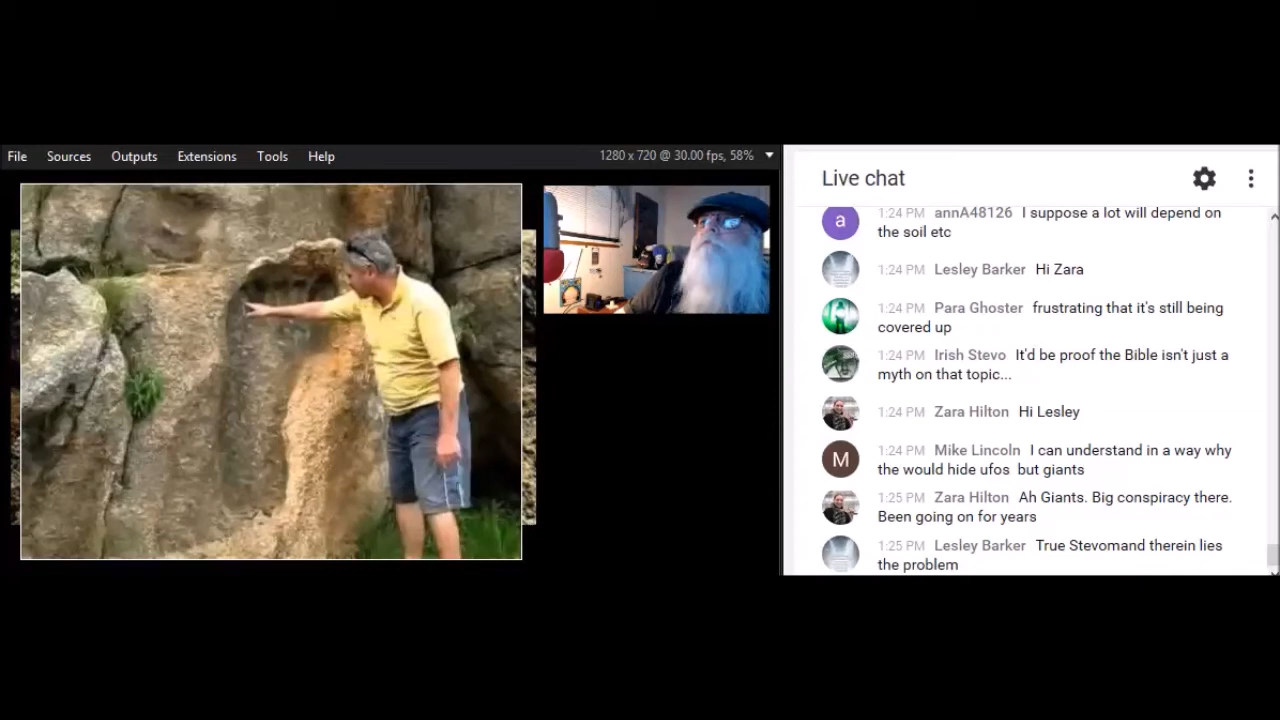 File Sources Outputs Extensions Tools Help 1280 x 720 @ 30.00 fps, 58%
Live chat
a 1:24 PM annA48126 I suppose a lot will depend on
the soil etc
1:24 PM Lesley Barker Hi Zara
1:24 PM Para Ghoster frustrating that it's still being
covered up
1:24 PM Irish Stevo It'd be proof the Bible isn't just a
myth on that topic...
1:24 PM Zara Hilton Hi Lesley
M 1:24 PM Mike Lincoln I can understand in a way why
the would hide ufos but giants
1:25 PM Zara Hilton Ah Giants. Big conspiracy there.
Been going on for years
1:25 PM Lesley Barker True Stevomand therein lies
the problem